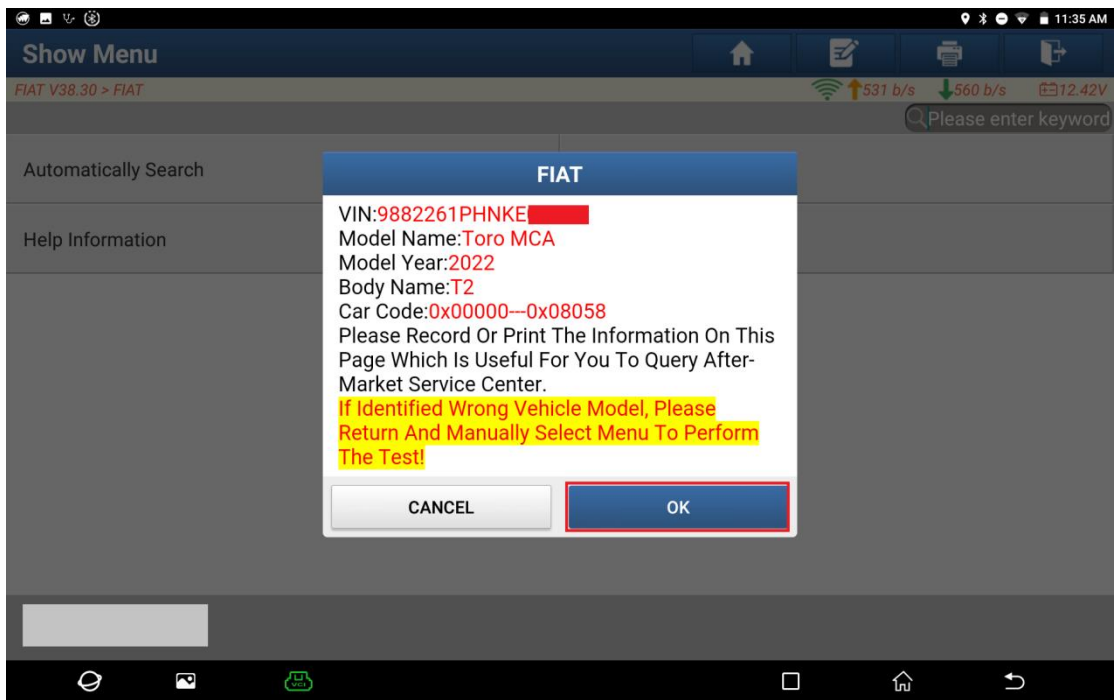 11:35 AM
Show Menu
FIAT V38.30 > FIAT
531 b/s 560 b/s 12.42V
Please enter keyword
Automatically Search
Help Information
FIAT
VIN:9882261PHNKE
Model Name:Toro MCA
Model Year:2022
Body Name:T2
Car Code:0x00000---0x08058
Please Record Or Print The Information On This
Page Which Is Useful For You To Query After-
Market Service Center.
If Identified Wrong Vehicle Model, Please
Return And Manually Select Menu To Perform
The Test!
CANCEL OK
VCI